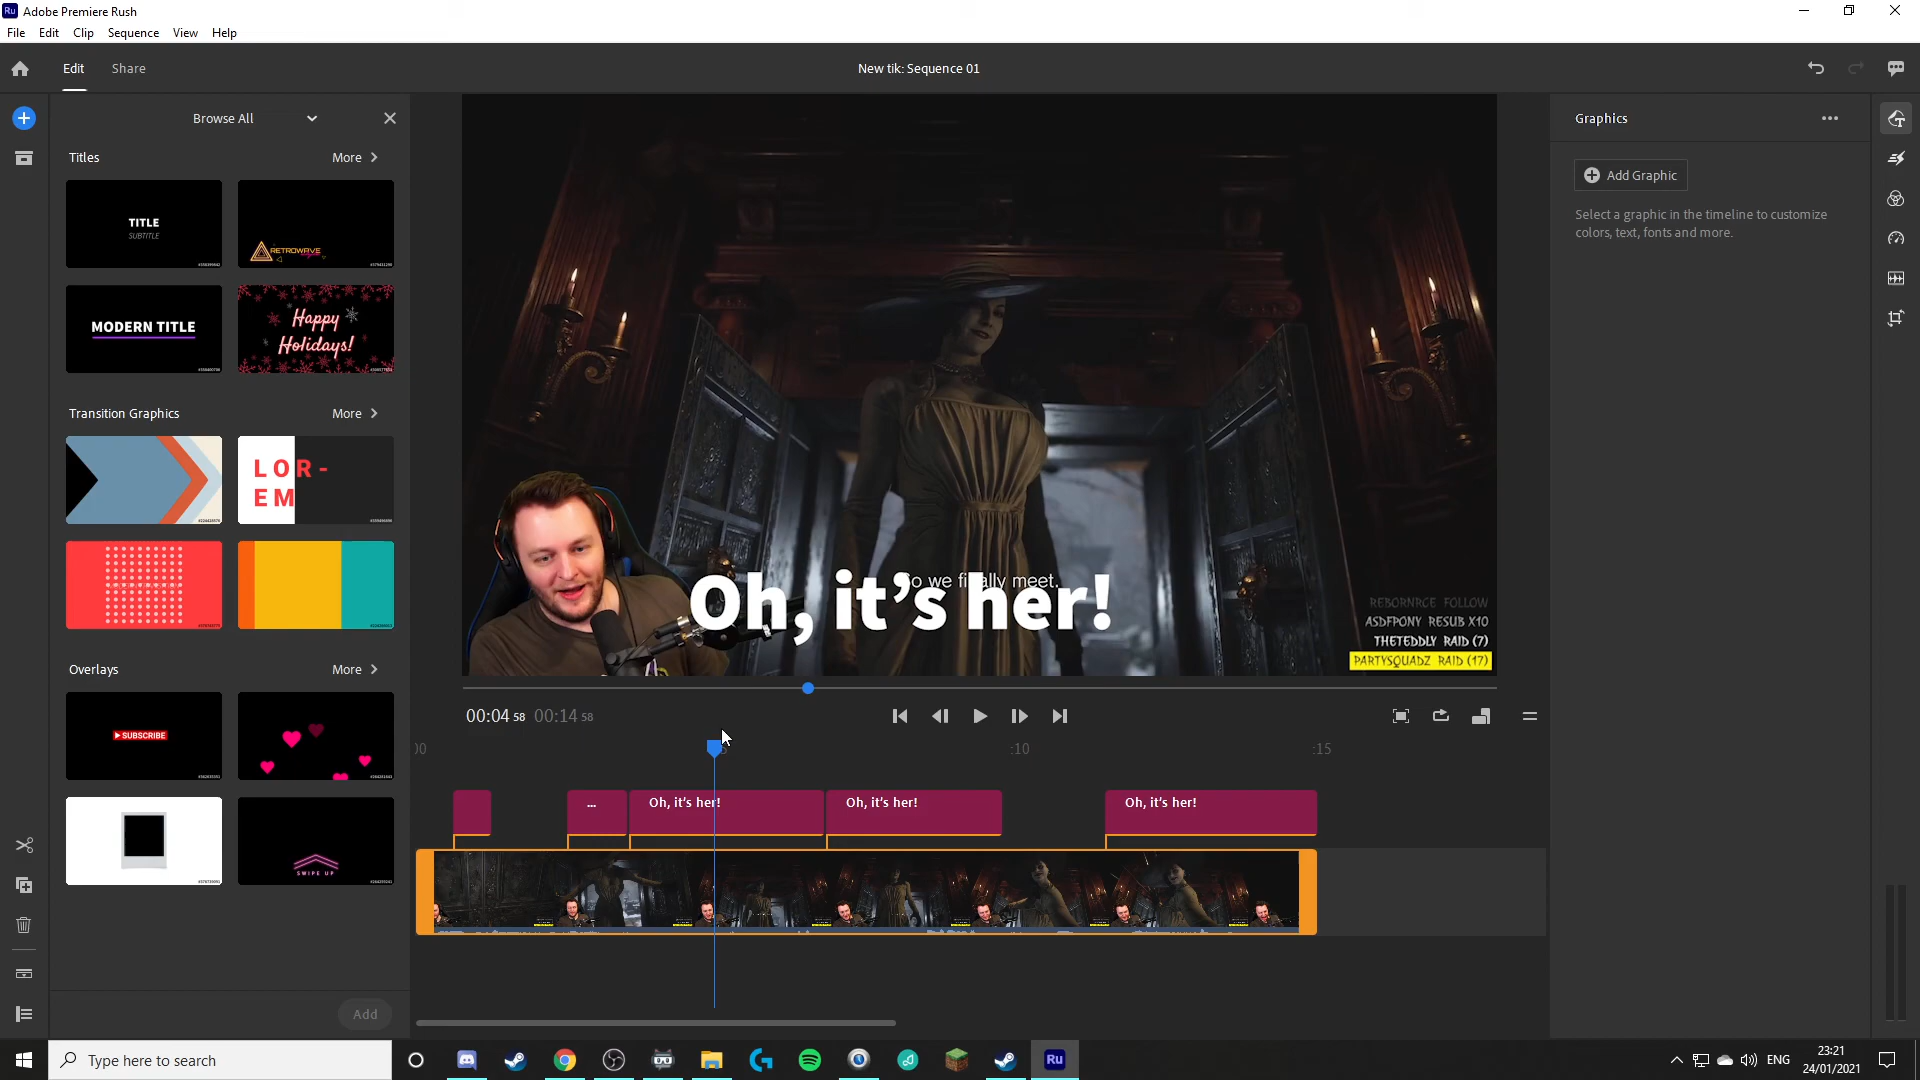 Ru Adobe Premiere Rush
File Edit Clip Sequence View Help
Edit Share New tik: Sequence 01
Browse All
Graphics
Titles More
TITLE
SUBTITLE
RETROWAVE
MODERN TITLE
Happy
Holidays!
Transition Graphics More
LOR-
EM
Overlays More
SUBSCRIBE
SWIPE UP
Add
So we finally meet.
Oh, it's her!
REBORNRCE FOLLOW
ASDFPONY RESUB X10
THETEDDLY RAID (7)
PARTYSQUADZ RAID (17)
Add Graphic
Select a graphic in the timeline to customize
colors, text, fonts and more.
00:04 58 00:14 58
:10 :15
... Oh, it's her! Oh, it's her! Oh, it's her!
Type here to search
Ru
ENG
23:21
24/01/2021